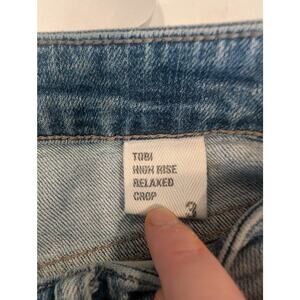 TOBI
HIGH RISE
RELAXED
CROP
3